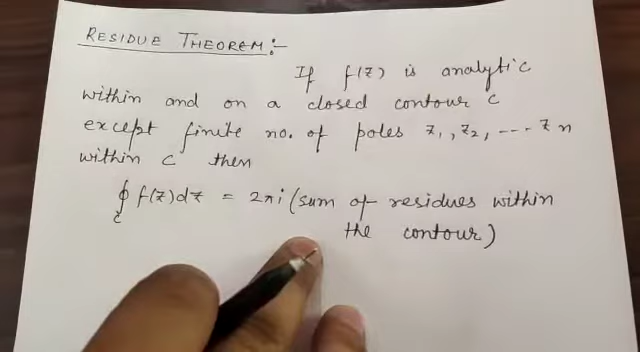 RESIDUE THEOREM:-
If f(z) is analytic
within and on a closed contour c
except finite no. of poles z1, z2, ---- zn
within c then
∮c f(z)dz = 2πi (sum of residues within
the contour)